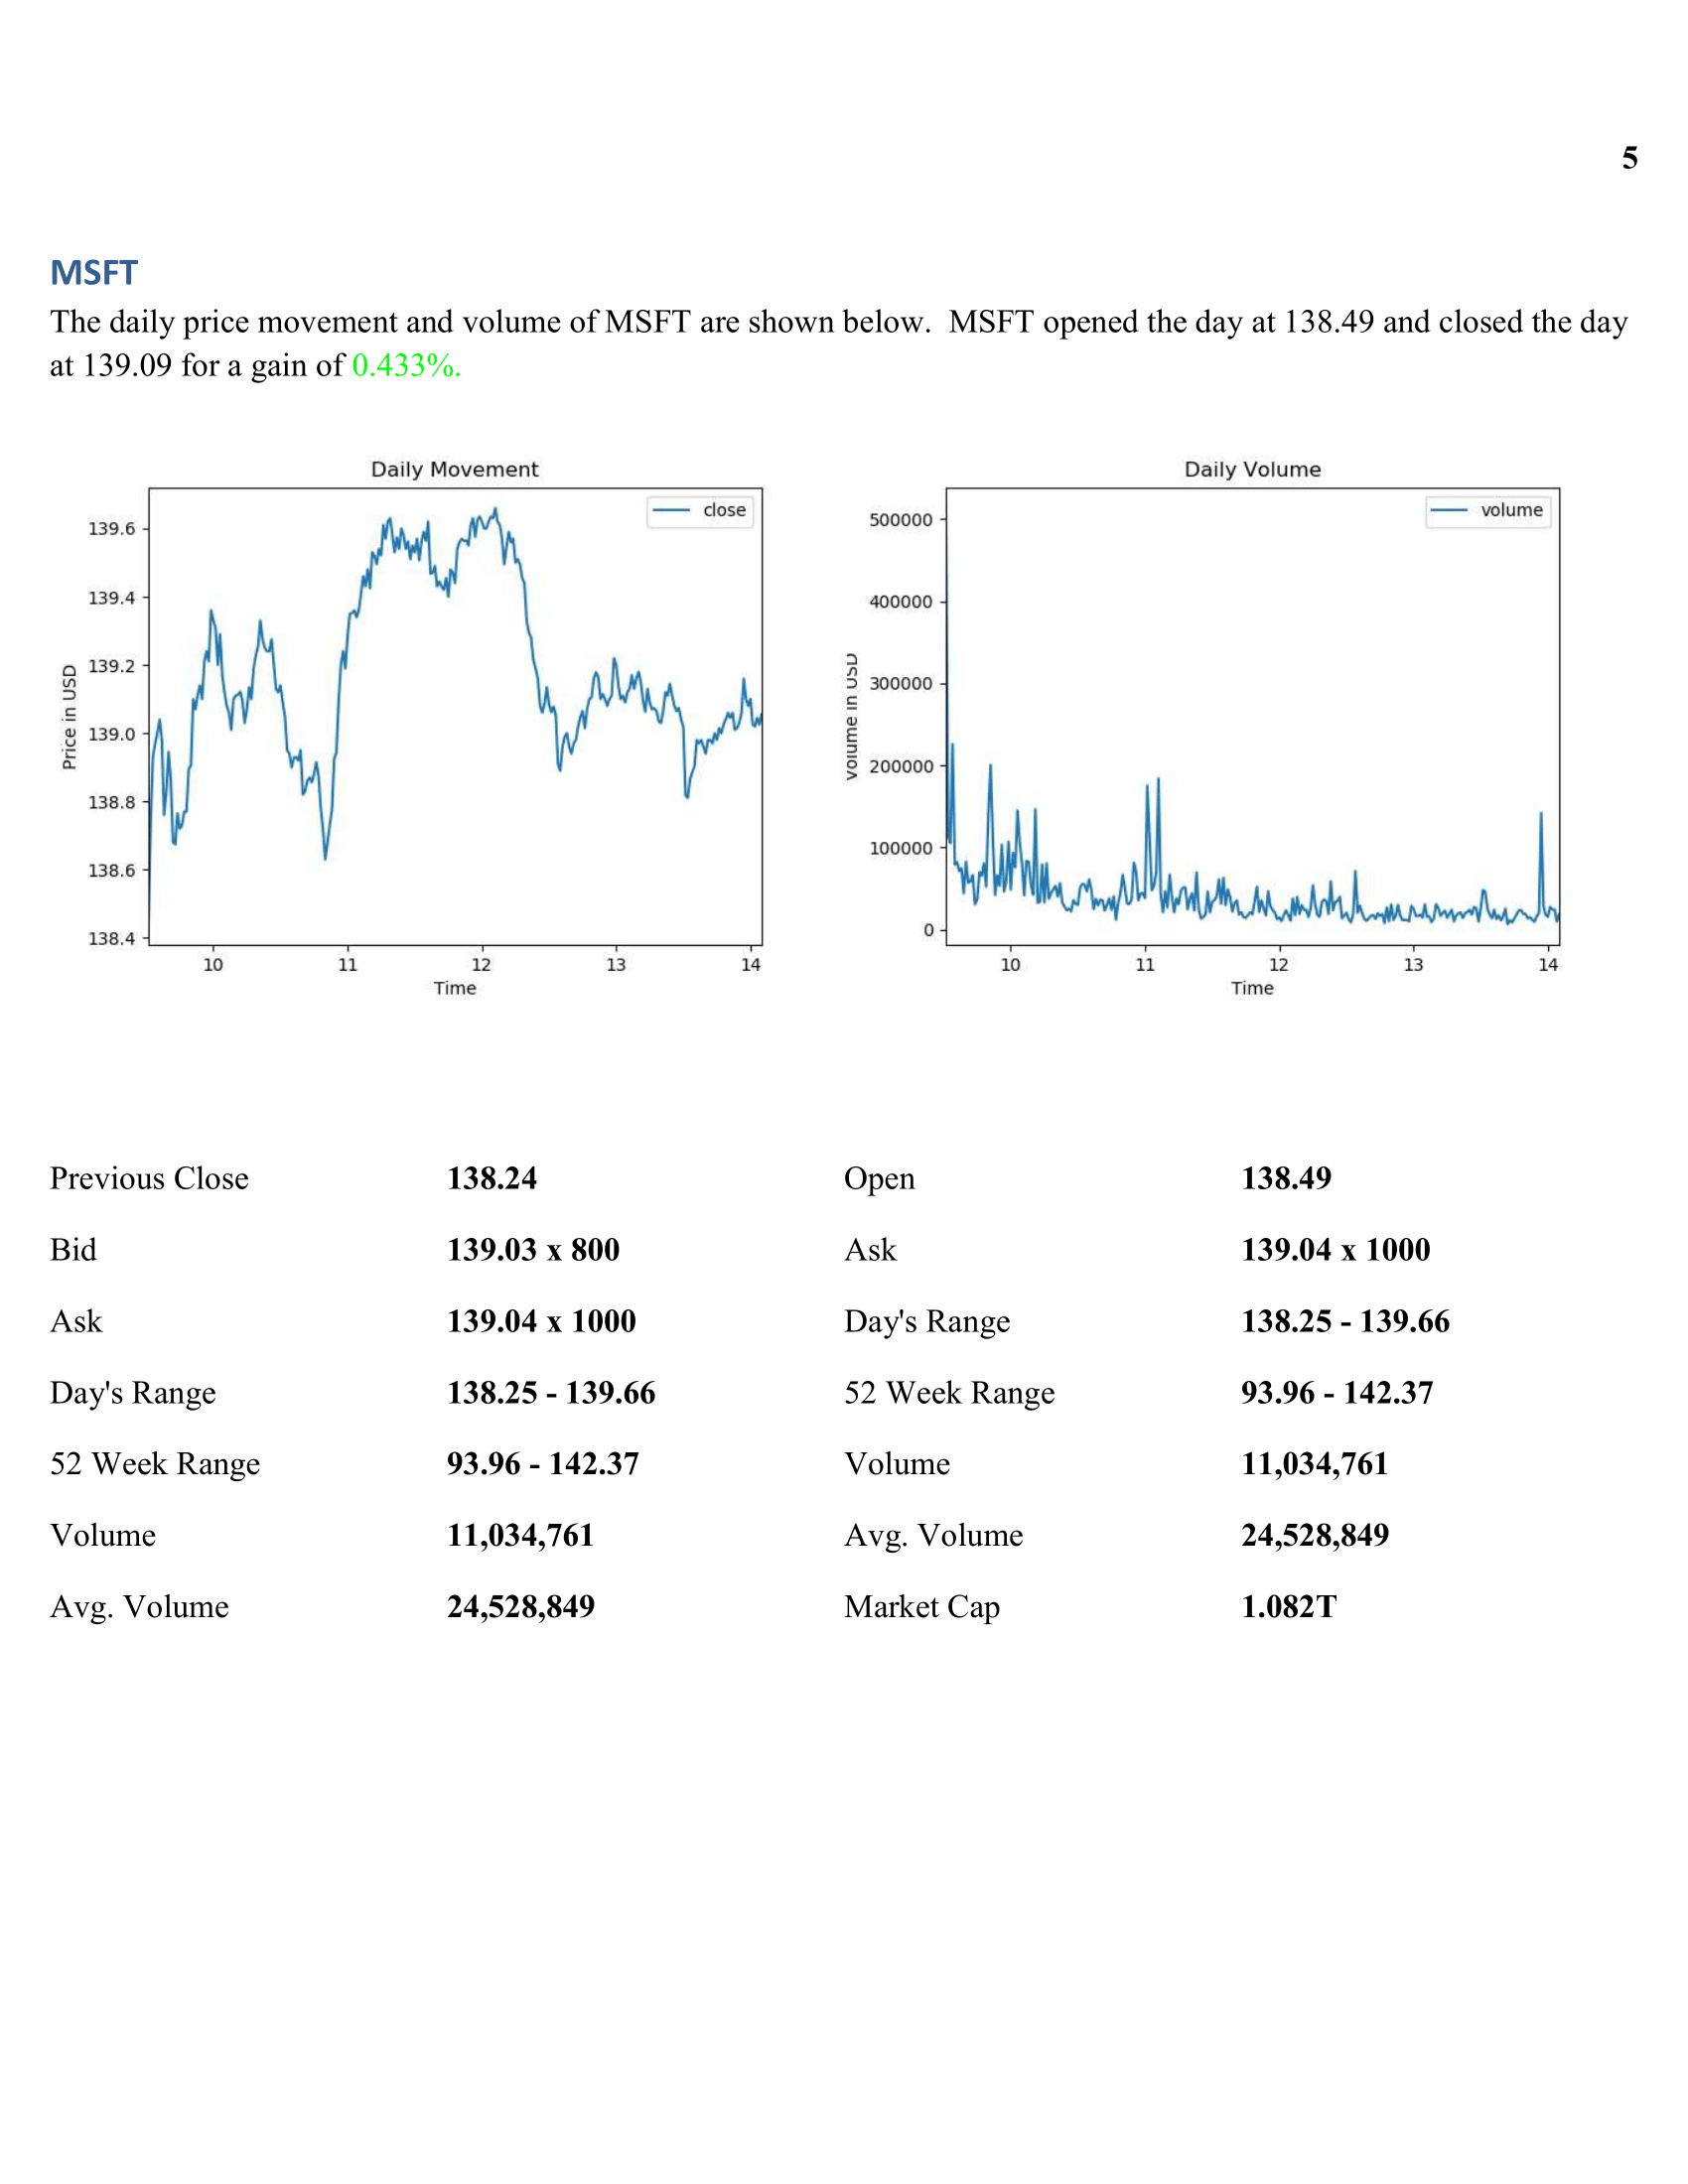 5
MSFT
The daily price movement and volume of MSFT are shown below.  MSFT opened the day at 138.49 and closed the day
at 139.09 for a gain of 0.433%.
Daily Movement
close
139.6
139.4
139.2
139.0
138.8
138.6
138.4
Price in USD
10 11 12 13 14
Time
Daily Volume
volume
500000
400000
300000
200000
100000
0
volume in USD
10 11 12 13 14
Time
Previous Close 138.24 Open 138.49
Bid 139.03 x 800 Ask 139.04 x 1000
Ask 139.04 x 1000 Day's Range 138.25 - 139.66
Day's Range 138.25 - 139.66 52 Week Range 93.96 - 142.37
52 Week Range 93.96 - 142.37 Volume 11,034,761
Volume 11,034,761 Avg. Volume 24,528,849
Avg. Volume 24,528,849 Market Cap 1.082T